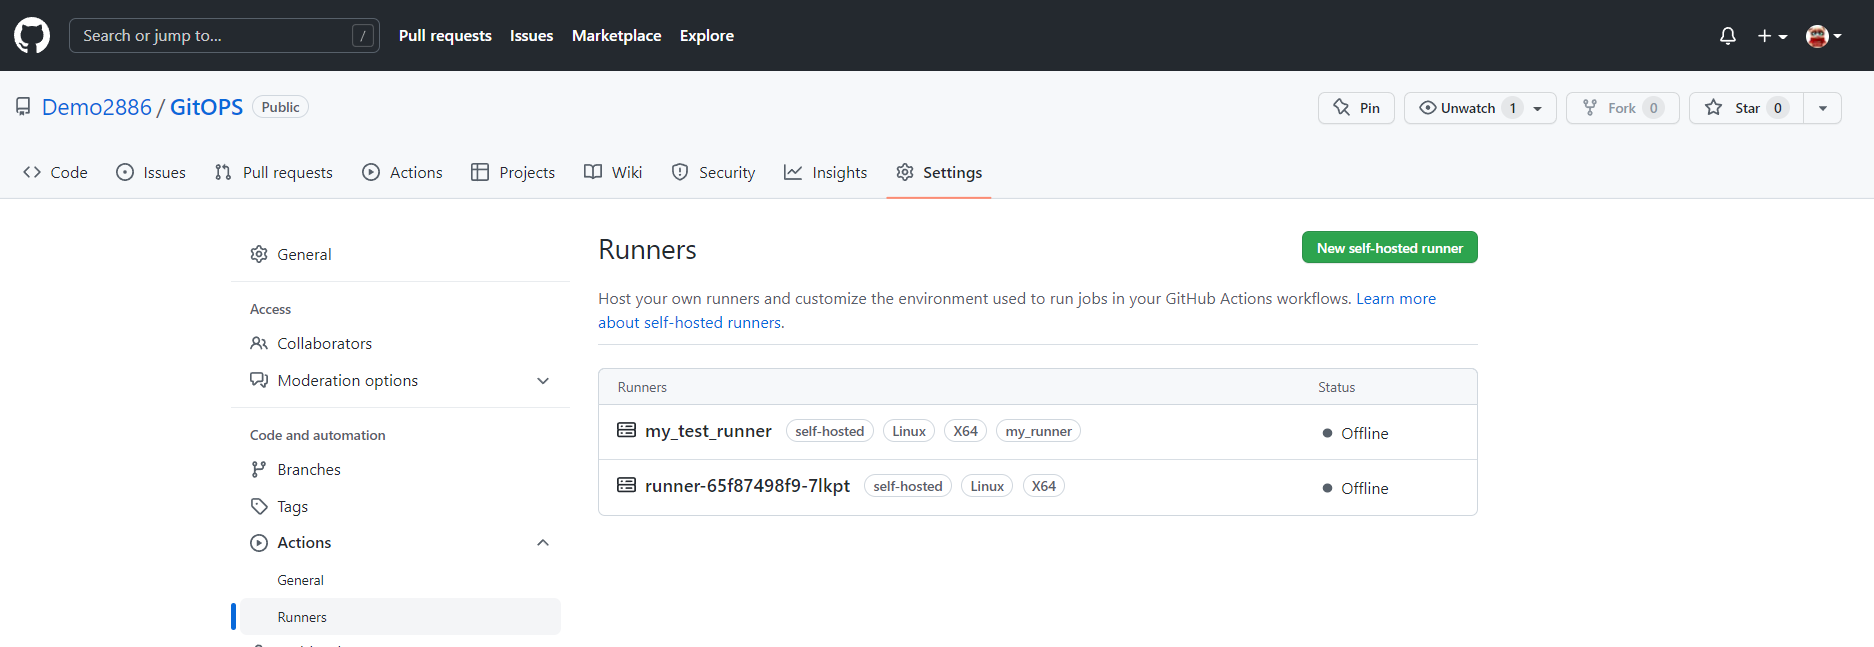 Search or jump to... /
Pull requests Issues Marketplace Explore
Demo2886 / GitOPS Public
Pin Unwatch 1 Fork 0 Star 0
Code Issues Pull requests Actions Projects Wiki Security Insights Settings
General
Access
Collaborators
Moderation options
Code and automation
Branches
Tags
Actions
General
Runners
Runners
New self-hosted runner
Host your own runners and customize the environment used to run jobs in your GitHub Actions workflows. Learn more
about self-hosted runners.
Runners Status
my_test_runner self-hosted Linux X64 my_runner Offline
runner-65f87498f9-7lkpt self-hosted Linux X64 Offline